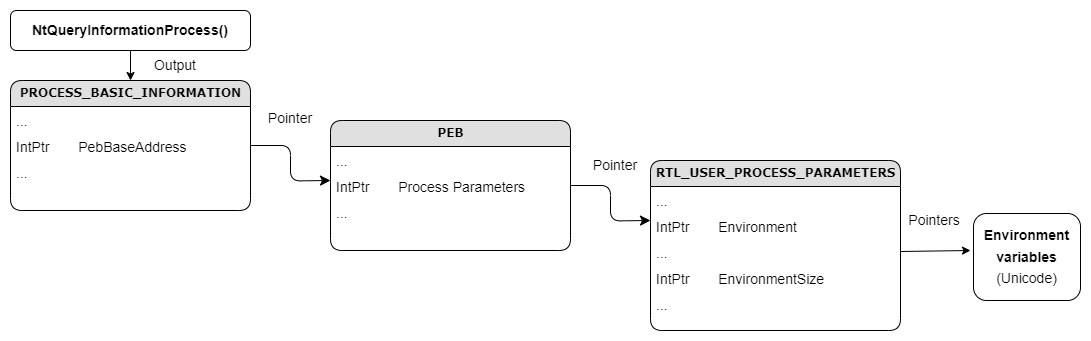 NtQueryInformationProcess()
Output
PROCESS_BASIC_INFORMATION
...
IntPtr PebBaseAddress
...
Pointer
PEB
...
IntPtr Process Parameters
...
Pointer
RTL_USER_PROCESS_PARAMETERS
...
IntPtr Environment
...
IntPtr EnvironmentSize
...
Pointers
Environment
variables
(Unicode)